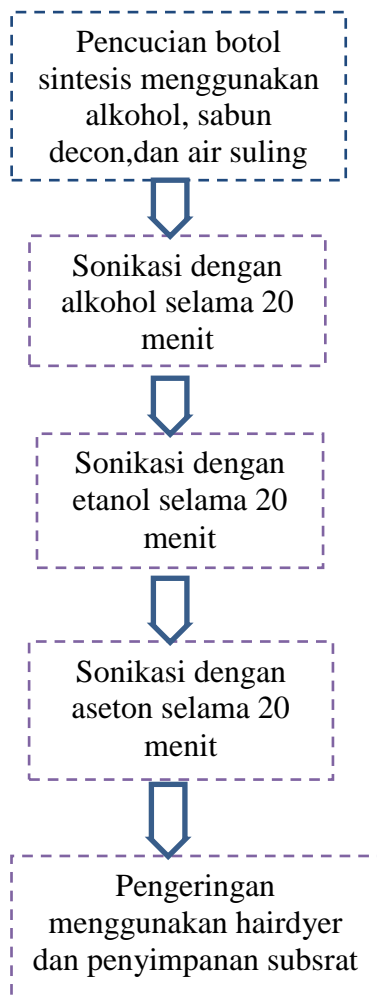 Pencucian botol
sintesis menggunakan
alkohol, sabun
decon,dan air suling
Sonikasi dengan
alkohol selama 20
menit
Sonikasi dengan
etanol selama 20
menit
Sonikasi dengan
aseton selama 20
menit
Pengeringan
menggunakan hairdyer
dan penyimpanan subsrat